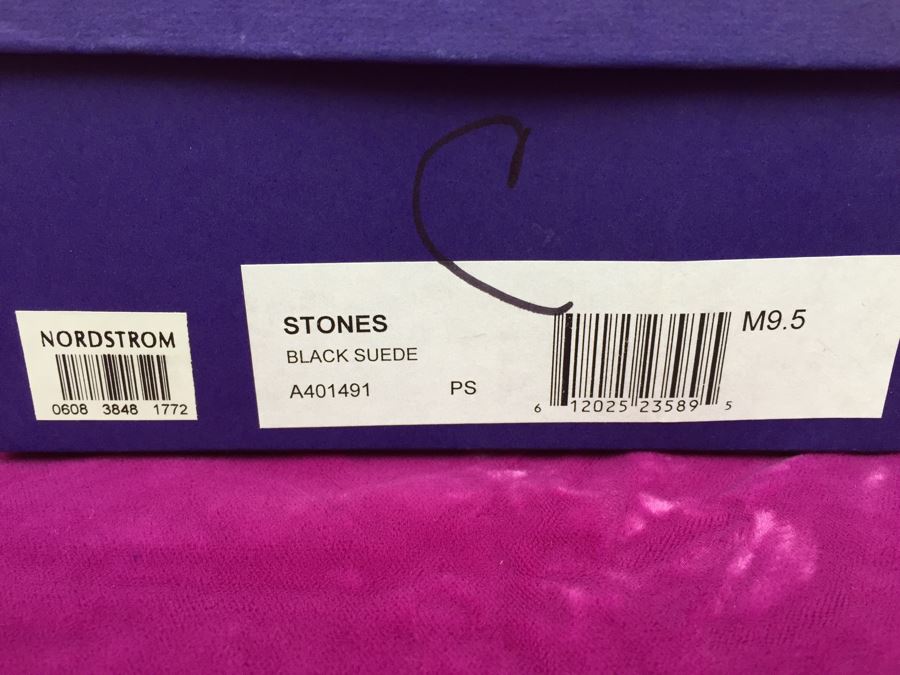 C
NORDSTROM
0608 3848 1772
STONES
BLACK SUEDE
A401491 PS
M9.5
6 12025 23589 5